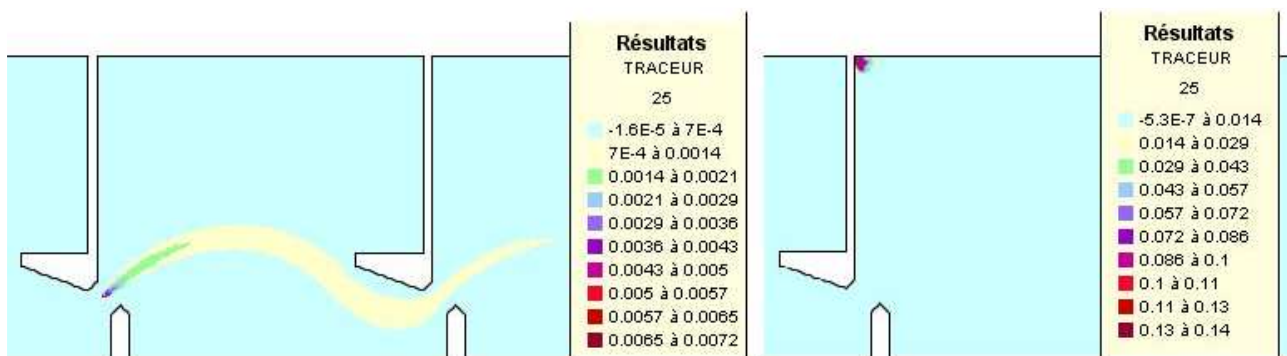 Résultats
TRACEUR
25
-1.6E-5 à 7E-4
7E-4 à 0.0014
0.0014 à 0.0021
0.0021 à 0.0029
0.0029 à 0.0036
0.0036 à 0.0043
0.0043 à 0.005
0.005 à 0.0057
0.0057 à 0.0065
0.0065 à 0.0072
Résultats
TRACEUR
25
-5.3E-7 à 0.014
0.014 à 0.029
0.029 à 0.043
0.043 à 0.057
0.057 à 0.072
0.072 à 0.086
0.086 à 0.1
0.1 à 0.11
0.11 à 0.13
0.13 à 0.14